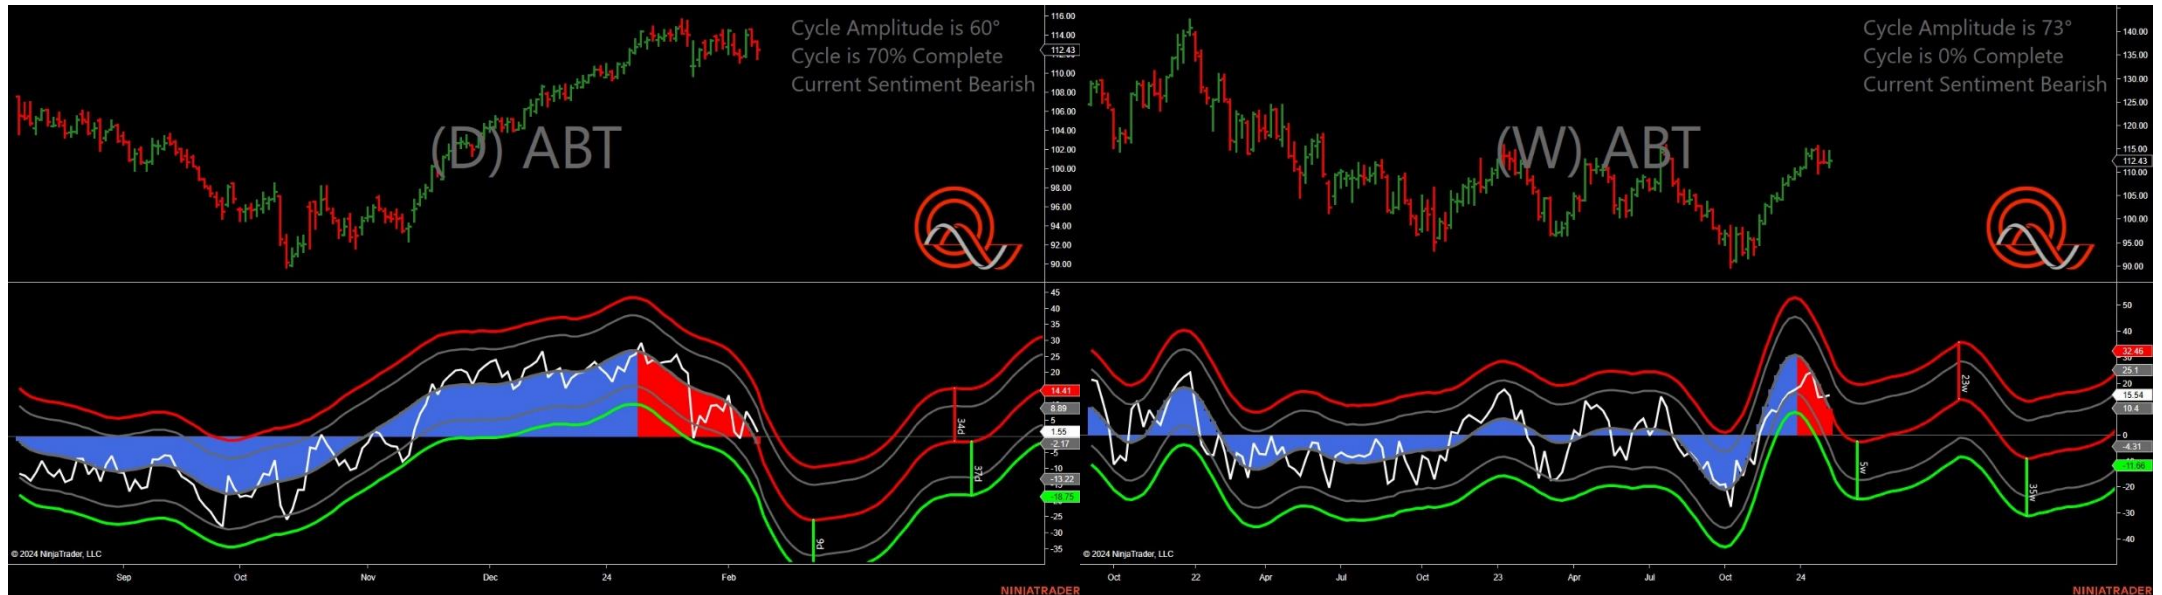 Cycle Amplitude is 60°
Cycle is 70% Complete
Current Sentiment Bearish
(D) ABT
116.00
114.00
112.43
110.00
108.00
106.00
104.00
102.00
100.00
98.00
96.00
94.00
92.00
90.00
45
40
35
30
25
20
14.41
8.89
5
1.55
-2.17
-5
-10
-13.22
-18.75
-25
-30
-35
34d
37d
9d
© 2024 NinjaTrader, LLC
Sep Oct Nov Dec 24 Feb
NINJATRADER
Cycle Amplitude is 73°
Cycle is 0% Complete
Current Sentiment Bearish
(W) ABT
140.00
135.00
130.00
125.00
120.00
115.00
112.43
110.00
105.00
100.00
95.00
90.00
50
40
32.46
25.1
20
15.54
10.4
0
-4.31
-11.66
-20
-30
-40
23w
5w
35w
© 2024 NinjaTrader, LLC
Oct 22 Apr Jul Oct 23 Apr Jul Oct 24
NINJATRADER